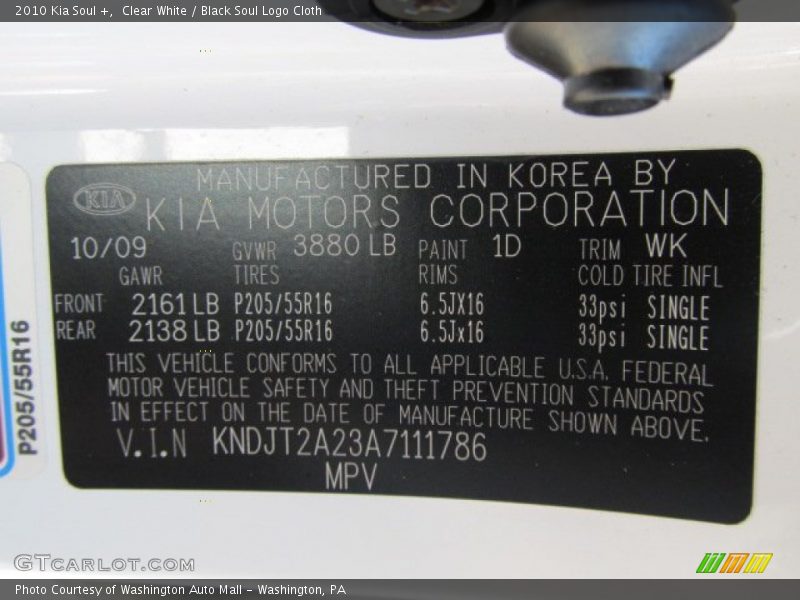 2010 Kia Soul +,  Clear White / Black Soul Logo Cloth
MANUFACTURED IN KOREA BY
KIA KIA MOTORS CORPORATION
10/09 GVWR 3880 LB PAINT 1D TRIM WK
GAWR TIRES RIMS COLD TIRE INFL
FRONT 2161 LB P205/55R16 6.5JX16 33psi SINGLE
REAR 2138 LB P205/55R16 6.5Jx16 33psi SINGLE
THIS VEHICLE CONFORMS TO ALL APPLICABLE U.S.A. FEDERAL
MOTOR VEHICLE SAFETY AND THEFT PREVENTION STANDARDS
IN EFFECT ON THE DATE OF MANUFACTURE SHOWN ABOVE.
V.I.N KNDJT2A23A7111786
MPV
P205/55R16
GTCARLOT.COM
Photo Courtesy of Washington Auto Mall - Washington, PA